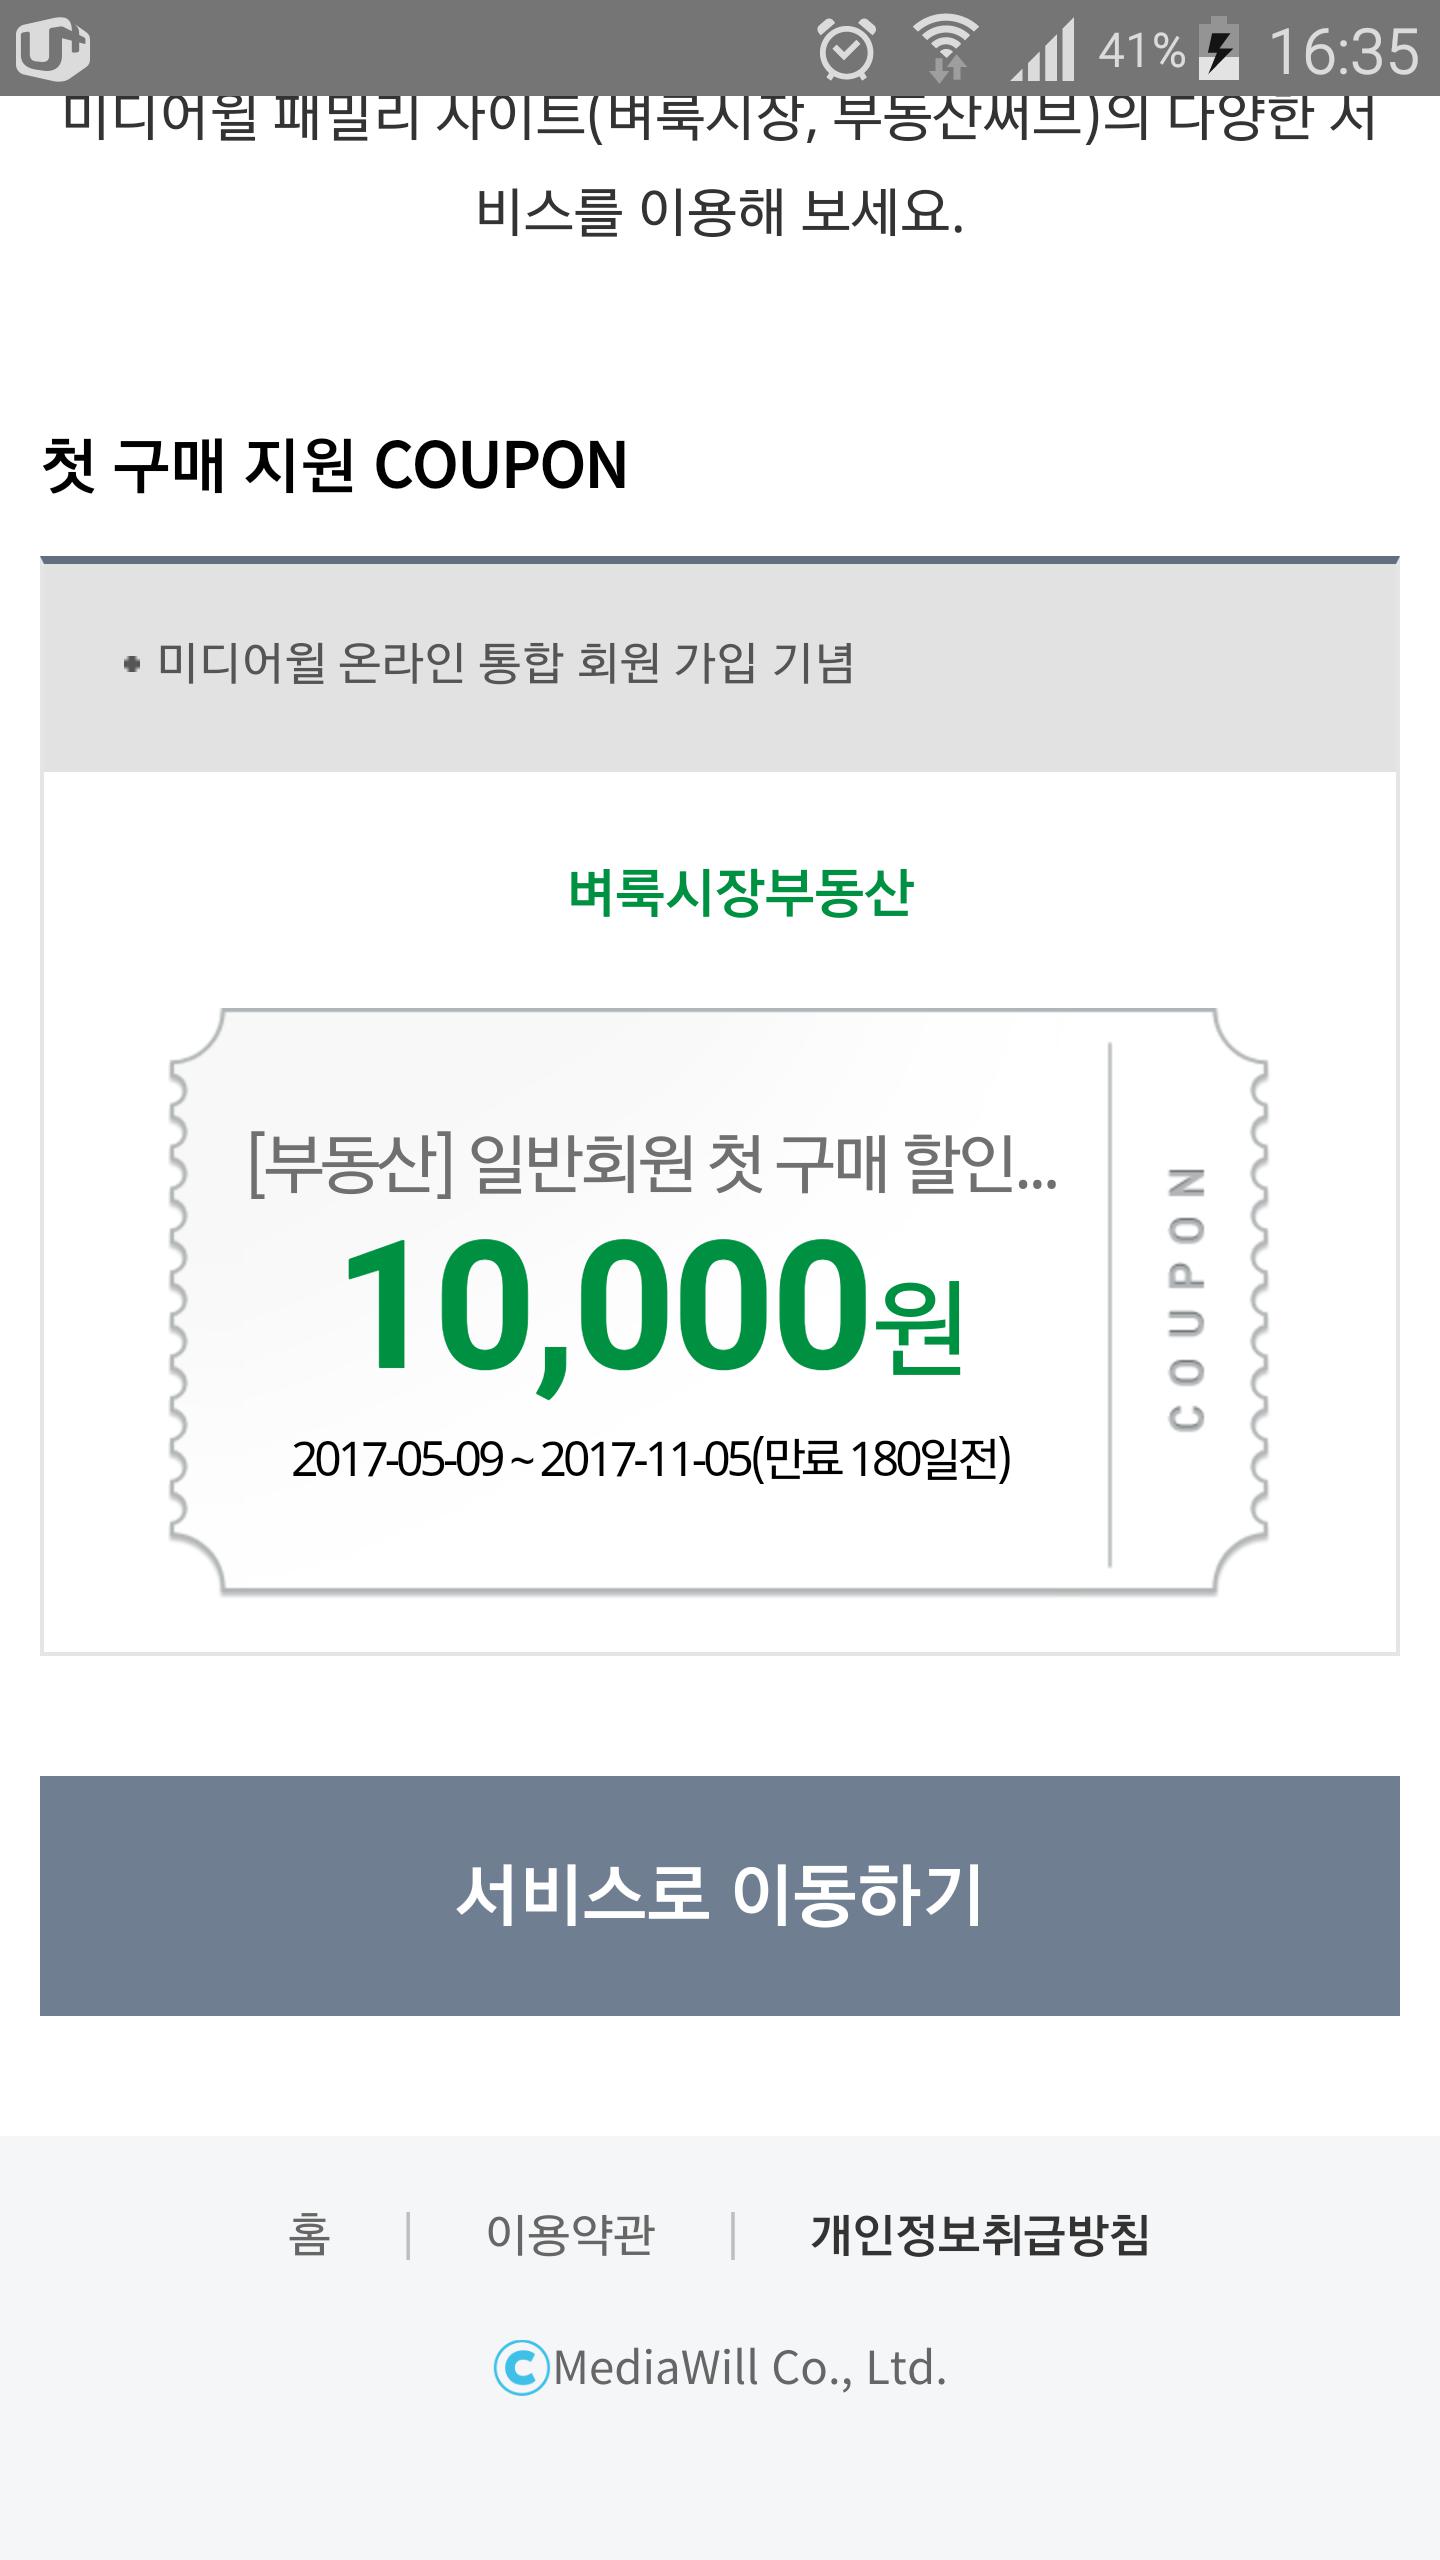 U+
41% 16:35
미디어윌 패밀리 사이트(벼룩시장, 부동산써브)의 다양한 서
비스를 이용해 보세요.
첫 구매 지원 COUPON
• 미디어윌 온라인 통합 회원 가입 기념
벼룩시장부동산
[부동산] 일반회원 첫 구매 할인...
10,000원
2017-05-09 ~ 2017-11-05(만료 180일전)
COUPON
서비스로 이동하기
홈 | 이용약관 | 개인정보취급방침
ⒸMediaWill Co., Ltd.